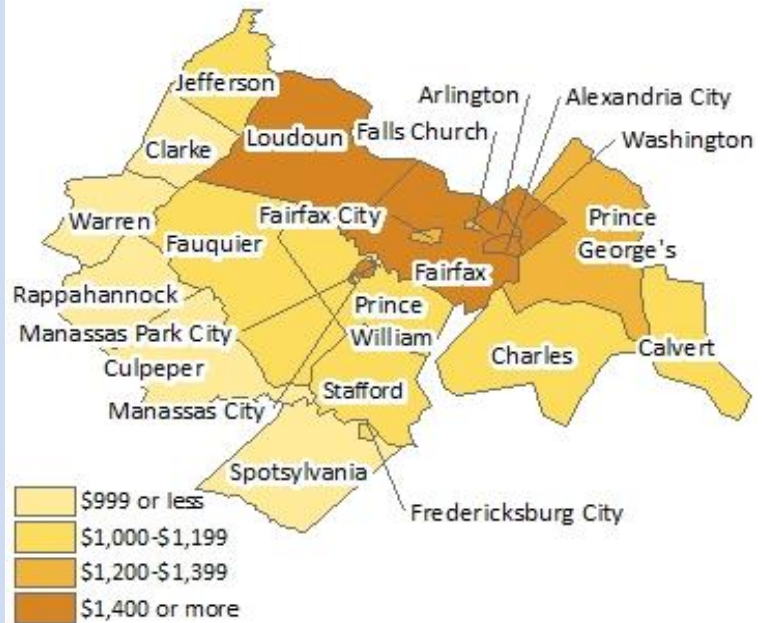 Jefferson
Arlington
Alexandria City
Loudoun
Falls Church
Washington
Clarke
Warren
Fairfax City
Prince
George's
Fauquier
Fairfax
Rappahannock
Prince
William
Manassas Park City
Culpeper
Charles
Calvert
Stafford
Manassas City
Spotsylvania
Fredericksburg City
$999 or less
$1,000-$1,199
$1,200-$1,399
$1,400 or more